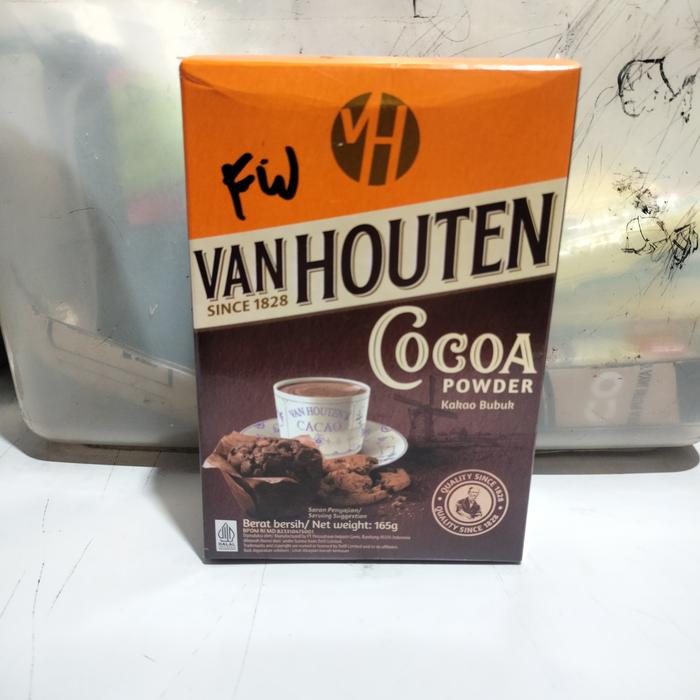 VH
FW
VAN HOUTEN
SINCE 1828
COCOA
POWDER
Kakao Bubuk
VAN HOUTEN'S
CACAO
Saran Penyajian/
Serving Suggestion
QUALITY SINCE 1828
QUALITY SINCE 1828
Berat bersih/ Net weight: 165g
HALAL